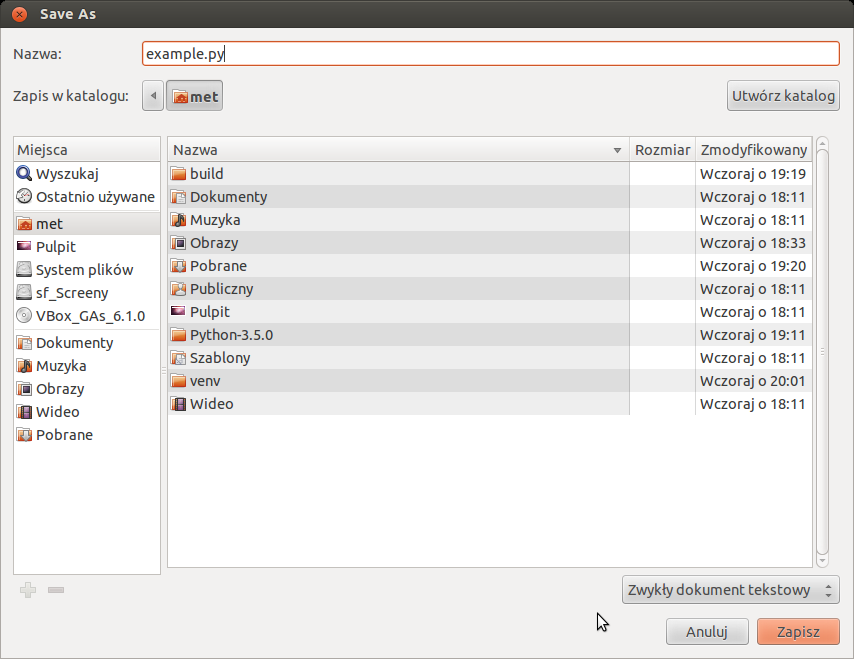 Save As
Nazwa: example.py
Zapis w katalogu: met Utwórz katalog
Miejsca
Wyszukaj
Ostatnio używane
met
Pulpit
System plików
sf_Screeny
VBox_GAs_6.1.0
Dokumenty
Muzyka
Obrazy
Wideo
Pobrane
Nazwa Rozmiar Zmodyfikowany
build Wczoraj o 19:19
Dokumenty Wczoraj o 18:11
Muzyka Wczoraj o 18:11
Obrazy Wczoraj o 18:33
Pobrane Wczoraj o 19:20
Publiczny Wczoraj o 18:11
Pulpit Wczoraj o 18:11
Python-3.5.0 Wczoraj o 19:11
Szablony Wczoraj o 18:11
venv Wczoraj o 20:01
Wideo Wczoraj o 18:11
Zwykły dokument tekstowy
Anuluj Zapisz